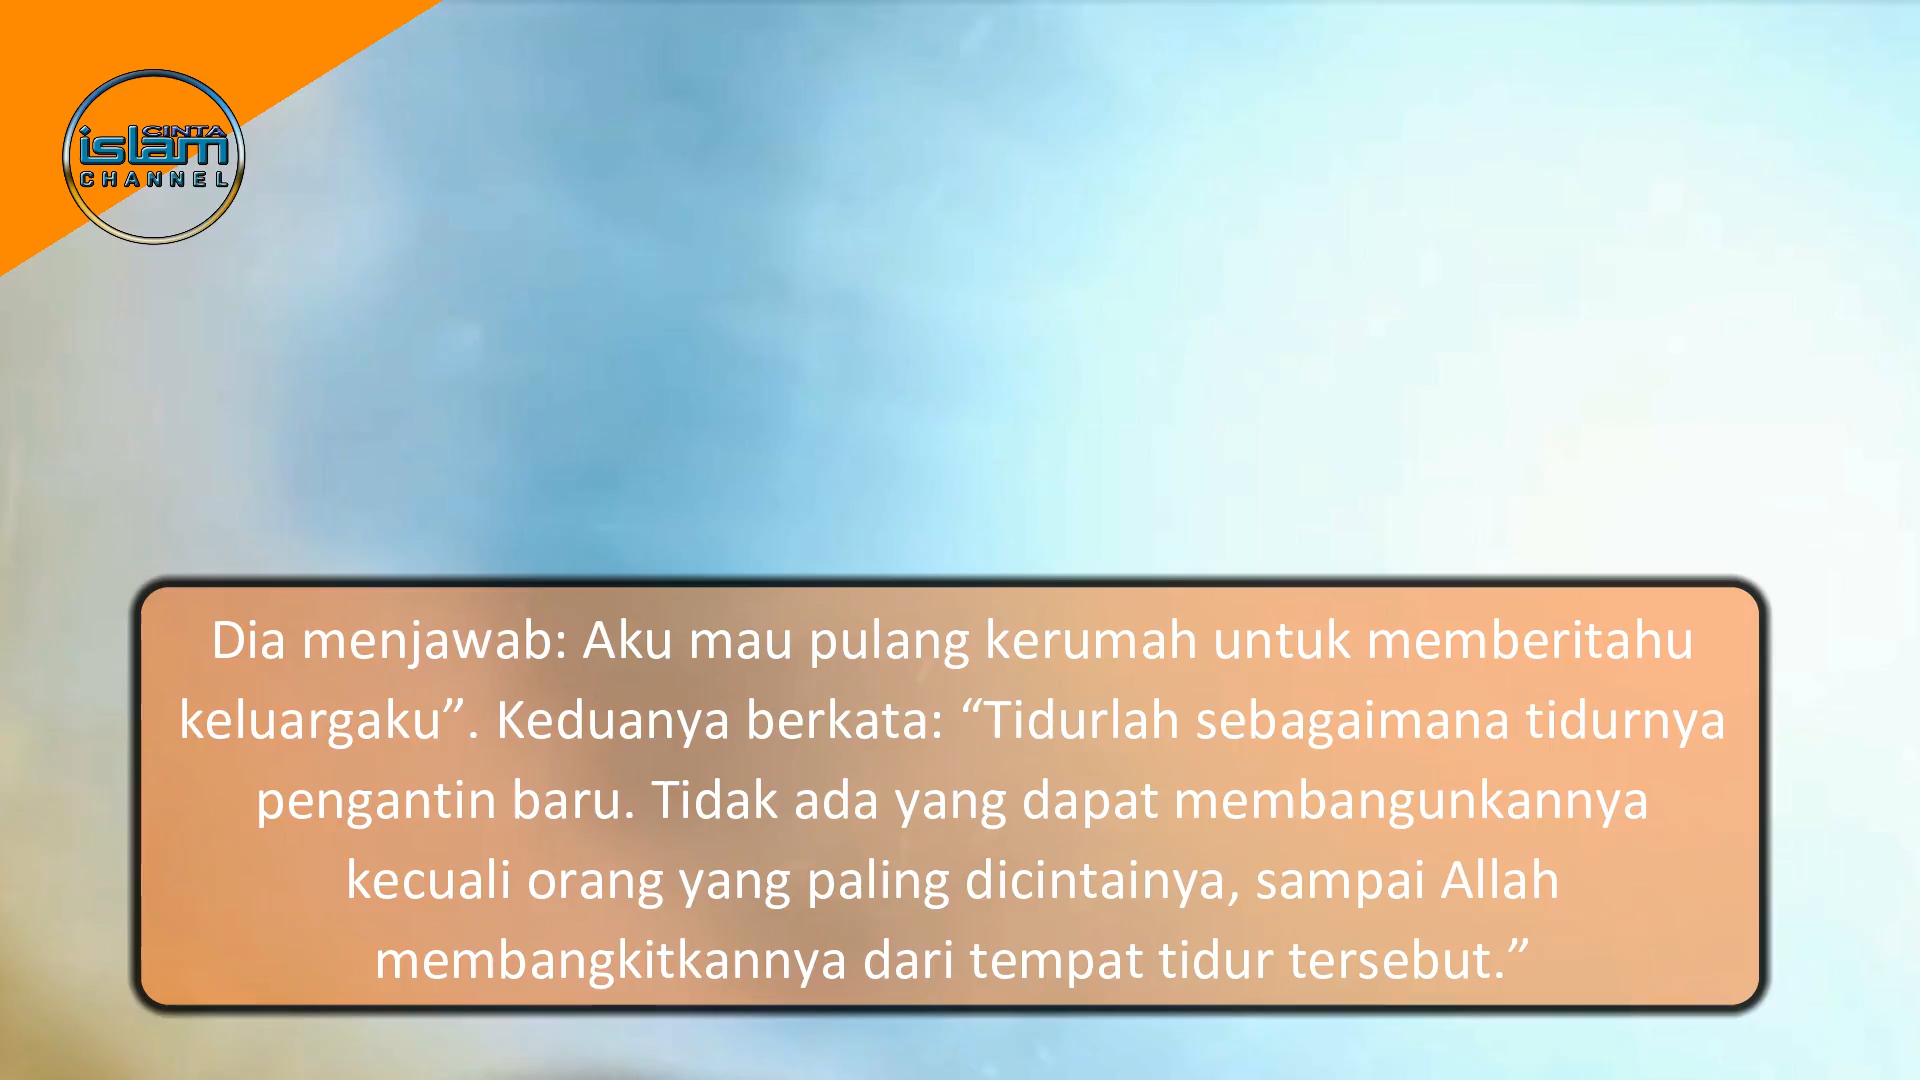 CINTA
islam
CHANNEL
Dia menjawab: Aku mau pulang kerumah untuk memberitahu
keluargaku”. Keduanya berkata: “Tidurlah sebagaimana tidurnya
pengantin baru. Tidak ada yang dapat membangunkannya
kecuali orang yang paling dicintainya, sampai Allah
membangkitkannya dari tempat tidur tersebut.”